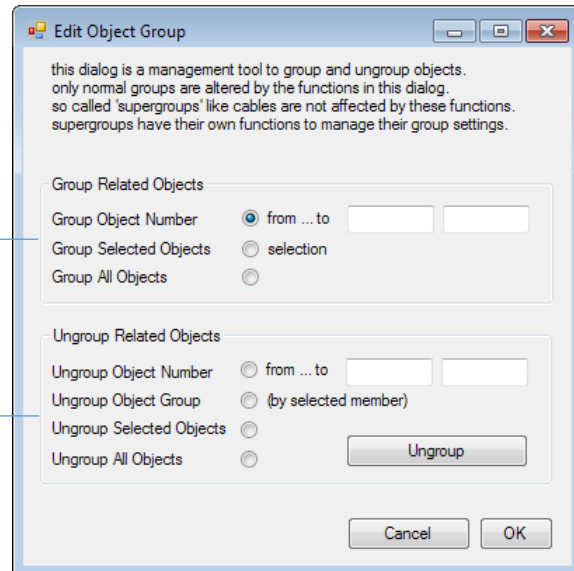 Edit Object Group
this dialog is a management tool to group and ungroup objects.
only normal groups are altered by the functions in this dialog.
so called 'supergroups' like cables are not affected by these functions.
supergroups have their own functions to manage their group settings.
Group Related Objects
Group Object Number from ... to
Group Selected Objects selection
Group All Objects
Ungroup Related Objects
Ungroup Object Number from ... to
Ungroup Object Group (by selected member)
Ungroup Selected Objects
Ungroup All Objects
Ungroup
Cancel OK